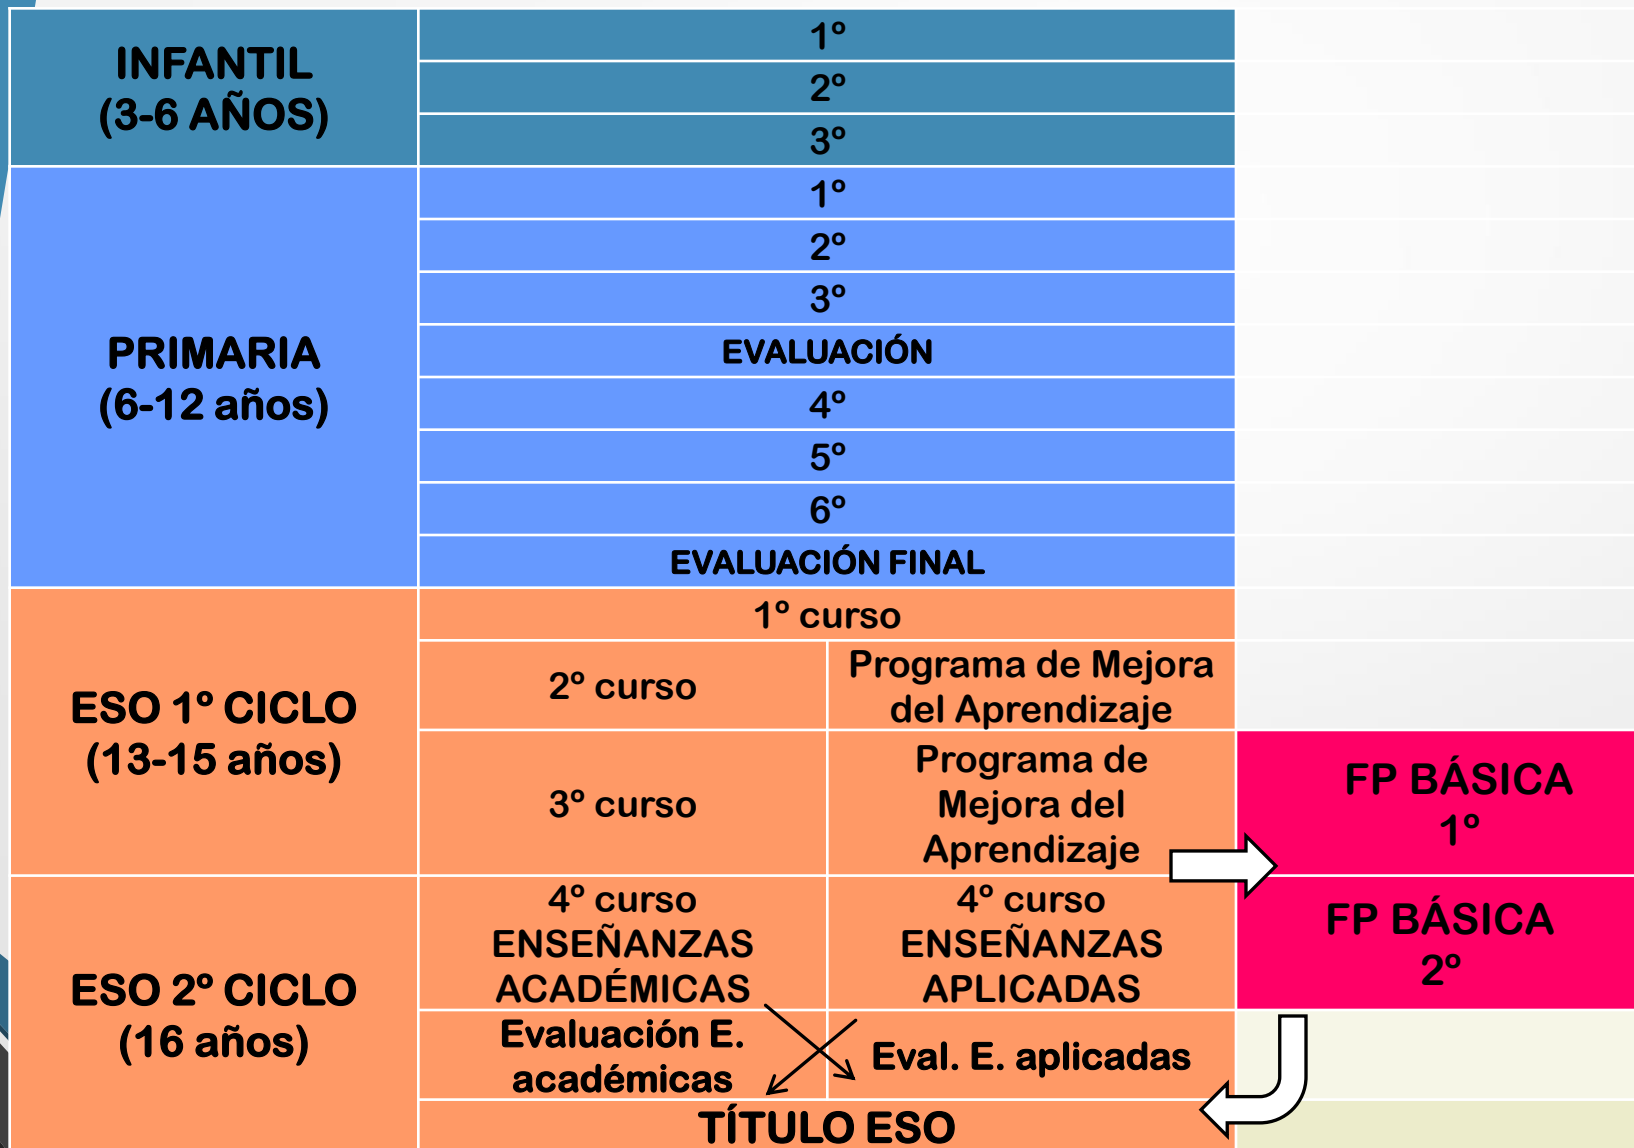 INFANTIL
(3-6 AÑOS)
1º
2º
3º
PRIMARIA
(6-12 años)
1º
2º
3º
EVALUACIÓN
4º
5º
6º
EVALUACIÓN FINAL
ESO 1º CICLO
(13-15 años)
1º curso
2º curso
Programa de Mejora
del Aprendizaje
3º curso
Programa de
Mejora del
Aprendizaje
FP BÁSICA
1º
ESO 2º CICLO
(16 años)
4º curso
ENSEÑANZAS
ACADÉMICAS
4º curso
ENSEÑANZAS
APLICADAS
FP BÁSICA
2º
Evaluación E.
académicas
Eval. E. aplicadas
TÍTULO ESO